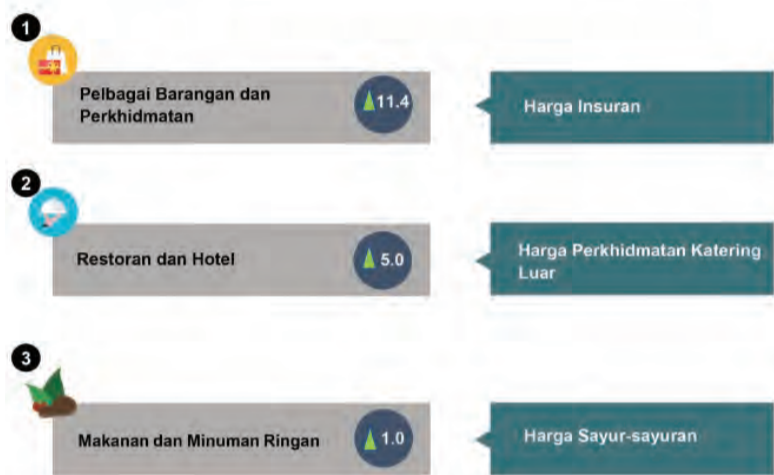 1
Pelbagai Barangan dan
Perkhidmatan
11.4
Harga Insuran
2
Restoran dan Hotel
5.0
Harga Perkhidmatan Katering
Luar
3
Makanan dan Minuman Ringan
1.0
Harga Sayur-sayuran